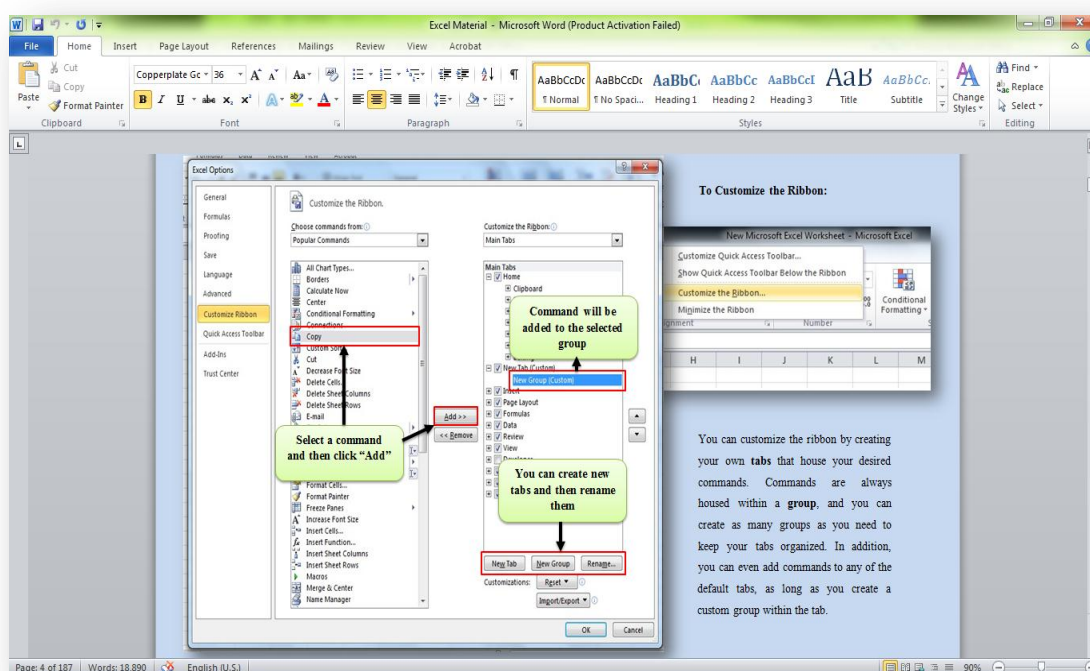 Excel Material - Microsoft Word (Product Activation Failed)
File Home Insert Page Layout References Mailings Review View Acrobat
Paste
Cut
Copy
Format Painter
Clipboard
Copperplate Gc 36
Font
Paragraph
AaBbCcDc AaBbCcDc AaBbC AaBbCc AaBbCcI AaB AaBbCc.
¶ Normal ¶ No Spaci... Heading 1 Heading 2 Heading 3 Title Subtitle
Change Styles
Styles
Find
Replace
Select
Editing
Excel Options
General
Formulas
Proofing
Save
Language
Advanced
Customize Ribbon
Quick Access Toolbar
Add-Ins
Trust Center
Customize the Ribbon.
Choose commands from:
Popular Commands
All Chart Types...
Borders
Calculate Now
Center
Conditional Formatting
Connections
Copy
Custom Sort
Cut
Decrease Font Size
Delete Cells...
Delete Sheet Columns
Delete Sheet Rows
E-mail
Select a command
and then click “Add”
Format Cells...
Format Painter
Freeze Panes
Increase Font Size
Insert Cells...
Insert Function...
Insert Sheet Columns
Insert Sheet Rows
Macros
Merge & Center
Name Manager
Add >>
<< Remove
Customize the Ribbon:
Main Tabs
Main Tabs
Home
Clipboard
Command will be
added to the selected
group
New Tab (Custom)
New Group (Custom)
Insert
Page Layout
Formulas
Data
Review
View
Developer
You can create new
tabs and then rename
them
New Tab New Group Rename...
Customizations: Reset
Import/Export
OK Cancel
To Customize the Ribbon:
New Microsoft Excel Worksheet - Microsoft Excel
Customize Quick Access Toolbar...
Show Quick Access Toolbar Below the Ribbon
Customize the Ribbon...
Minimize the Ribbon
Conditional
Formatting
Number
H I J K L M
You can customize the ribbon by creating
your own tabs that house your desired
commands. Commands are always
housed within a group, and you can
create as many groups as you need to
keep your tabs organized. In addition,
you can even add commands to any of the
default tabs, as long as you create a
custom group within the tab.
Page: 4 of 187 Words: 18,890 English (U.S.) 90%